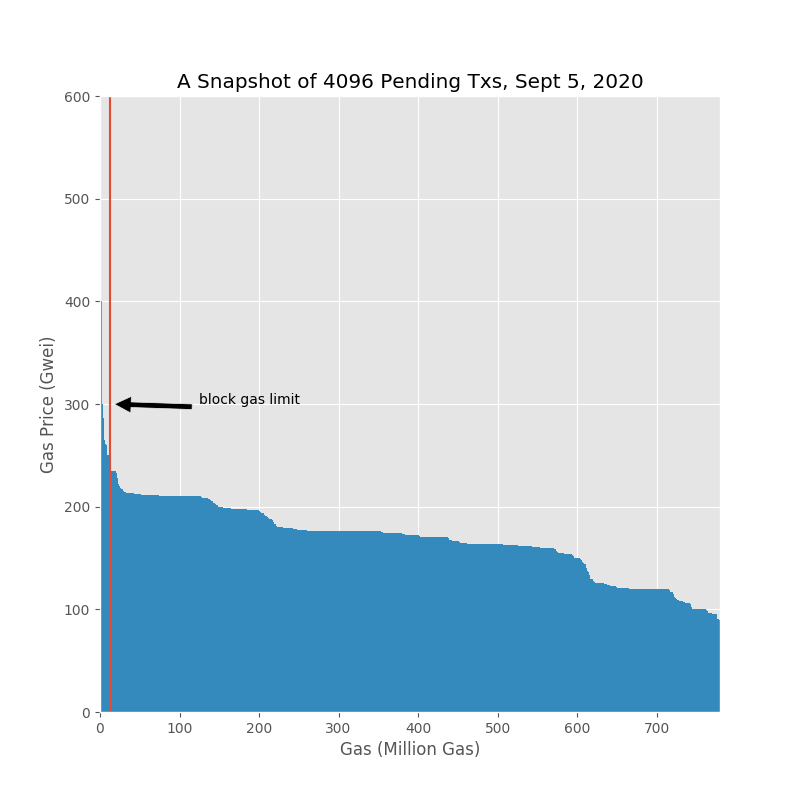 A Snapshot of 4096 Pending Txs, Sept 5, 2020
600
500
400
300
200
100
0
Gas Price (Gwei)
block gas limit
0 100 200 300 400 500 600 700
Gas (Million Gas)